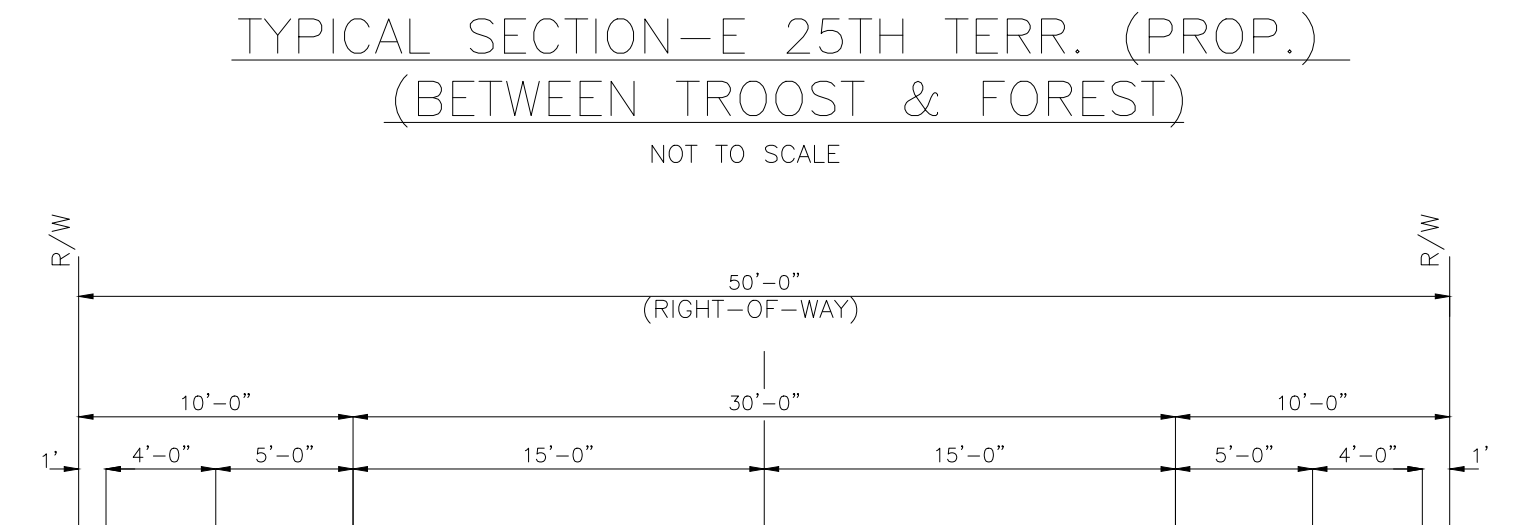 TYPICAL SECTION–E 25TH TERR. (PROP.)
(BETWEEN TROOST & FOREST)
NOT TO SCALE
R/W R/W
50'–0"
(RIGHT–OF–WAY)
10'–0" 30'–0" 10'–0"
1' 4'–0" 5'–0" 15'–0" 15'–0" 5'–0" 4'–0" 1'